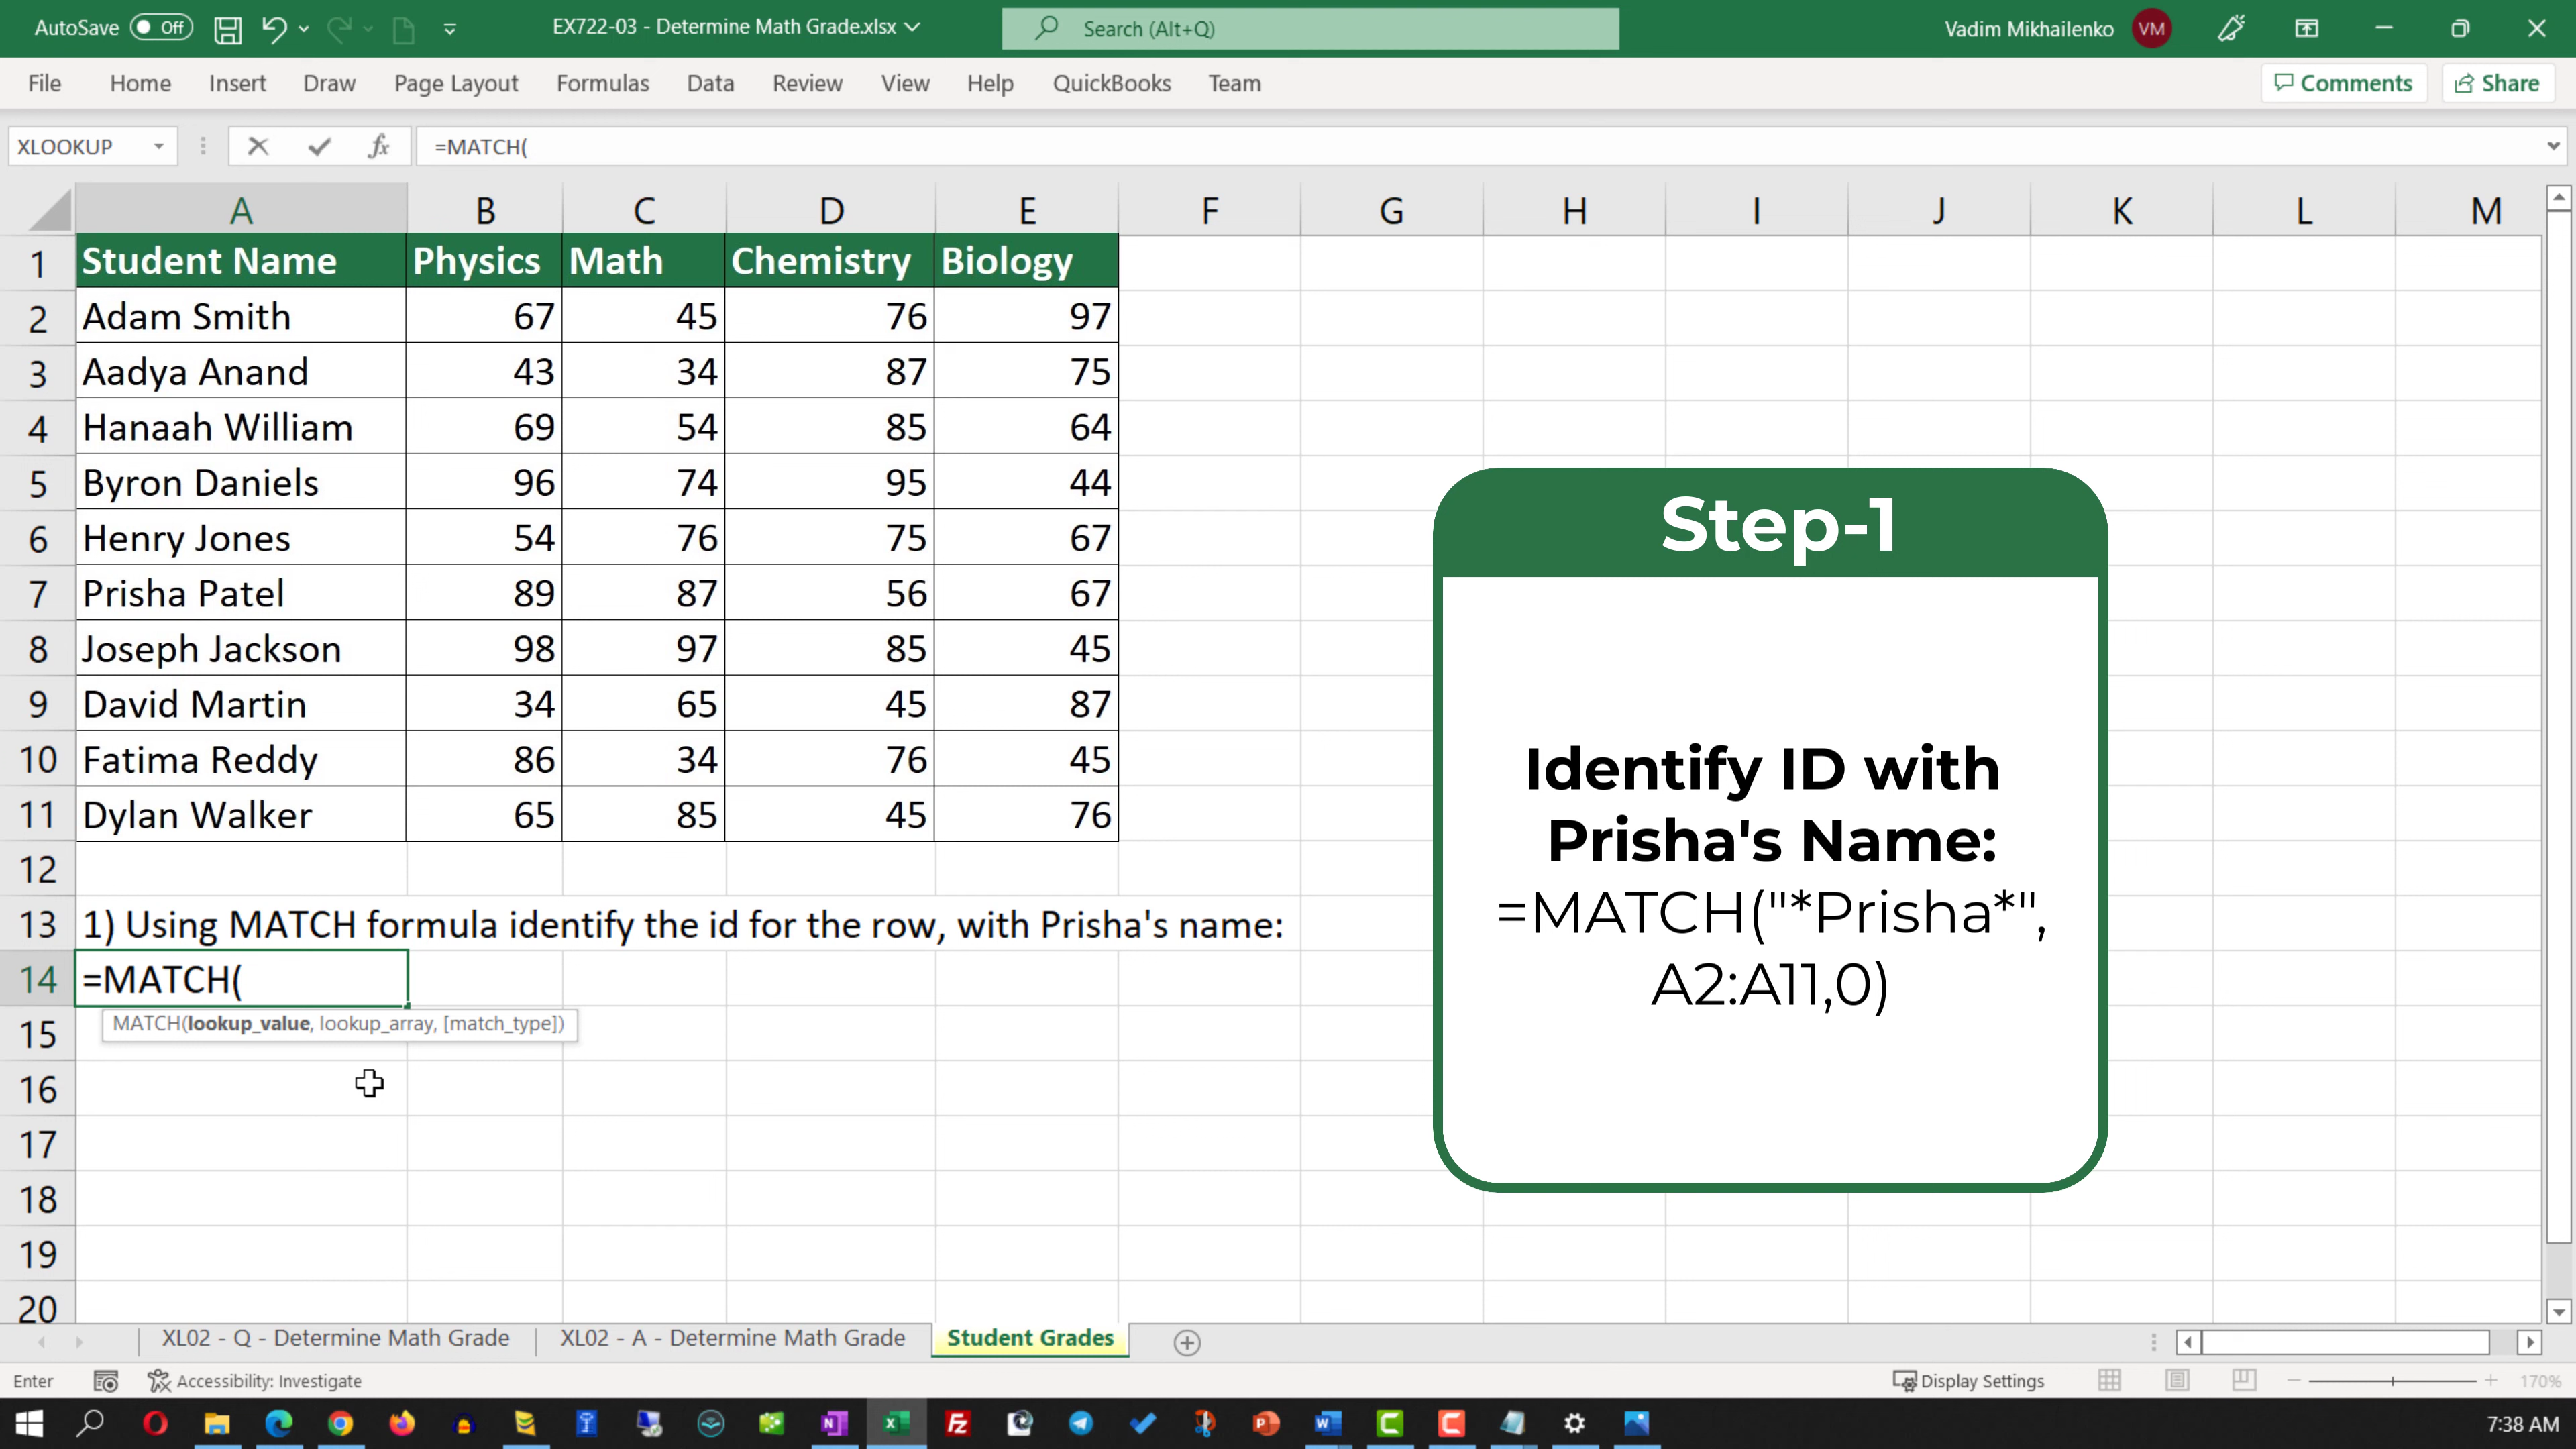 AutoSave Off EX722-03 - Determine Math Grade.xlsx Search (Alt+Q) Vadim Mikhailenko VM
File Home Insert Draw Page Layout Formulas Data Review View Help QuickBooks Team Comments Share
XLOOKUP fx =MATCH(
A B C D E F G H I J K L M
1 Student Name Physics Math Chemistry Biology
2 Adam Smith 67 45 76 97
3 Aadya Anand 43 34 87 75
4 Hanaah William 69 54 85 64
5 Byron Daniels 96 74 95 44
6 Henry Jones 54 76 75 67
7 Prisha Patel 89 87 56 67
8 Joseph Jackson 98 97 85 45
9 David Martin 34 65 45 87
10 Fatima Reddy 86 34 76 45
11 Dylan Walker 65 85 45 76
12
13 1) Using MATCH formula identify the id for the row, with Prisha's name:
14 =MATCH(
MATCH(lookup_value, lookup_array, [match_type])
15
16
17
18
19
20
Step-1
Identify ID with
Prisha's Name:
=MATCH("*Prisha*",
A2:A11,0)
XL02 - Q - Determine Math Grade XL02 - A - Determine Math Grade Student Grades
Enter Accessibility: Investigate Display Settings 170%
7:38 AM